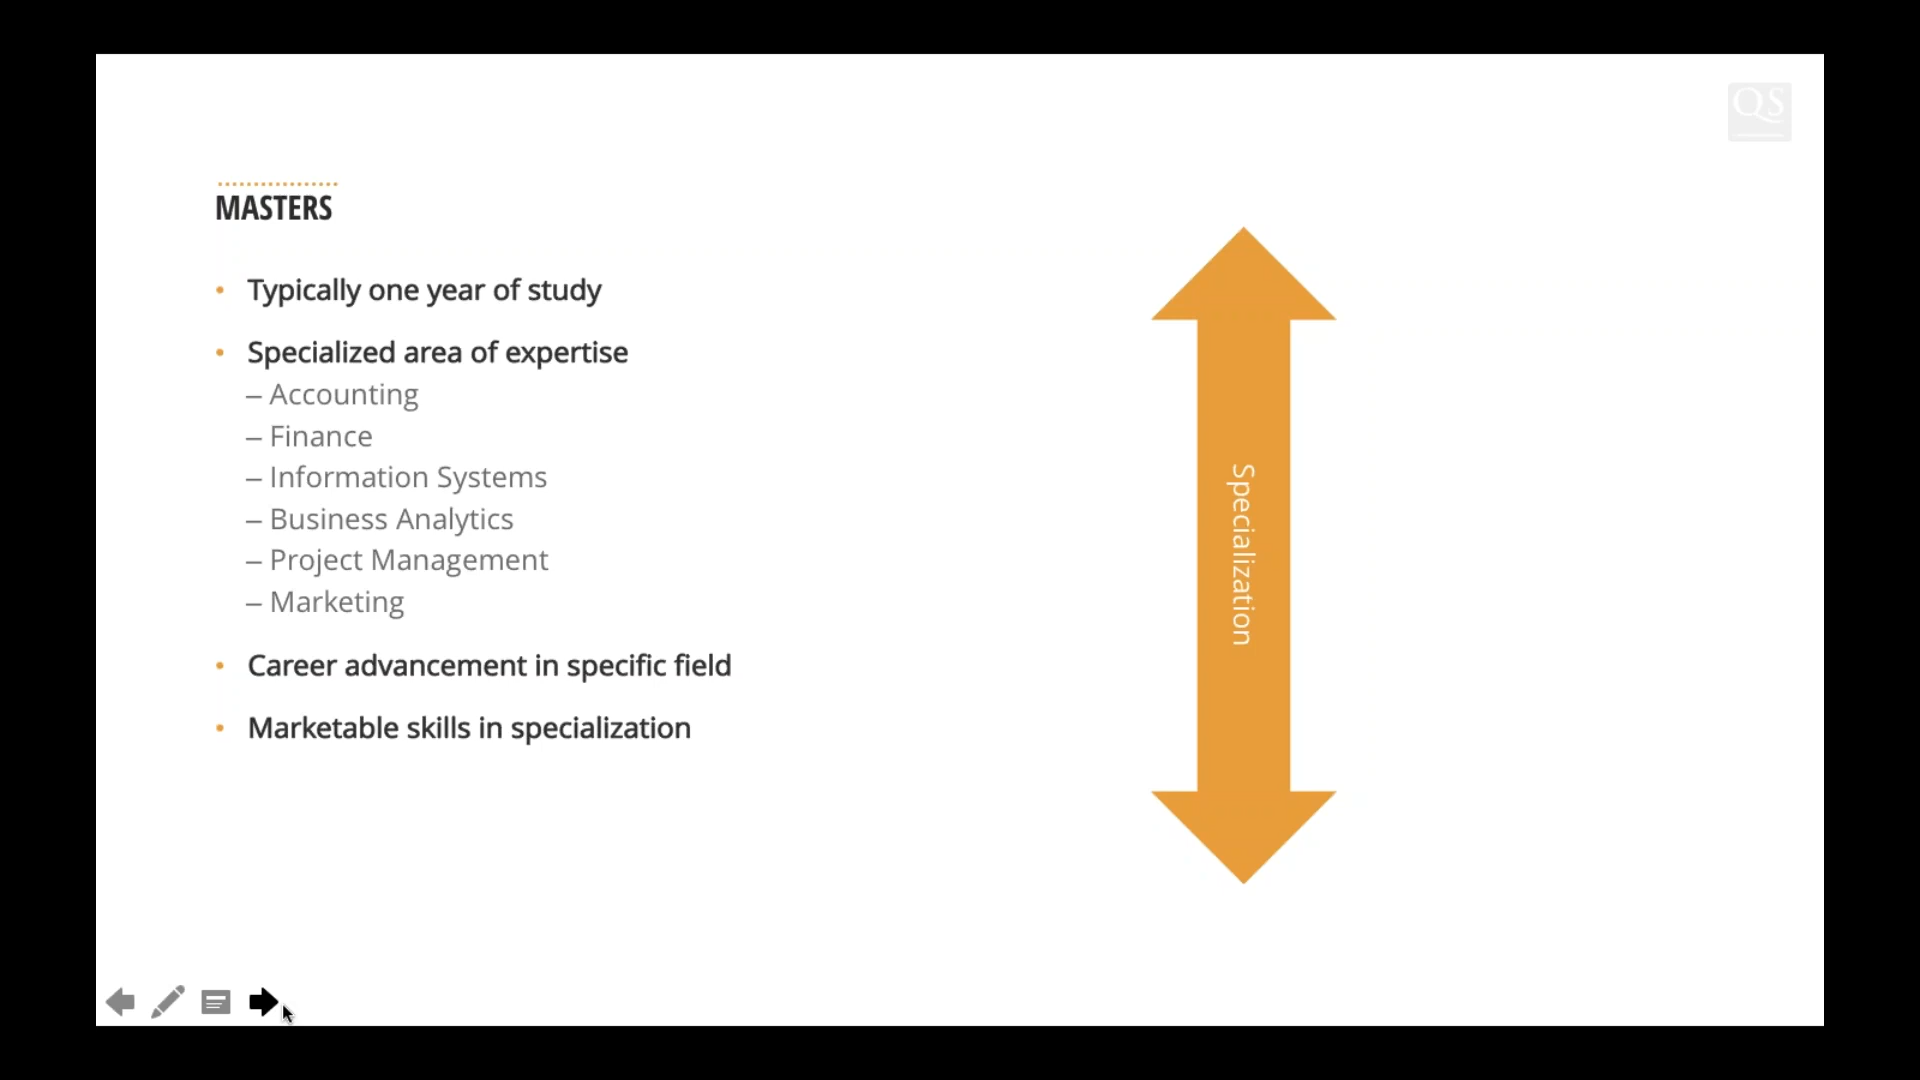 QS
MASTERS
• Typically one year of study
• Specialized area of expertise
– Accounting
– Finance
– Information Systems
– Business Analytics
– Project Management
– Marketing
• Career advancement in specific field
• Marketable skills in specialization
Specialization